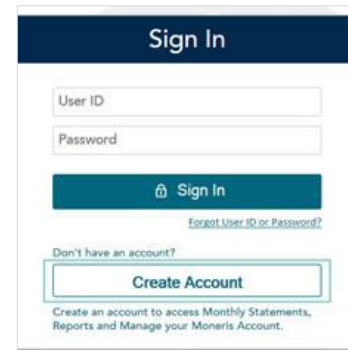 Sign In
User ID
Password
Sign In
Forgot User ID or Password?
Don't have an account?
Create Account
Create an account to access Monthly Statements,
Reports and Manage your Moneris Account.